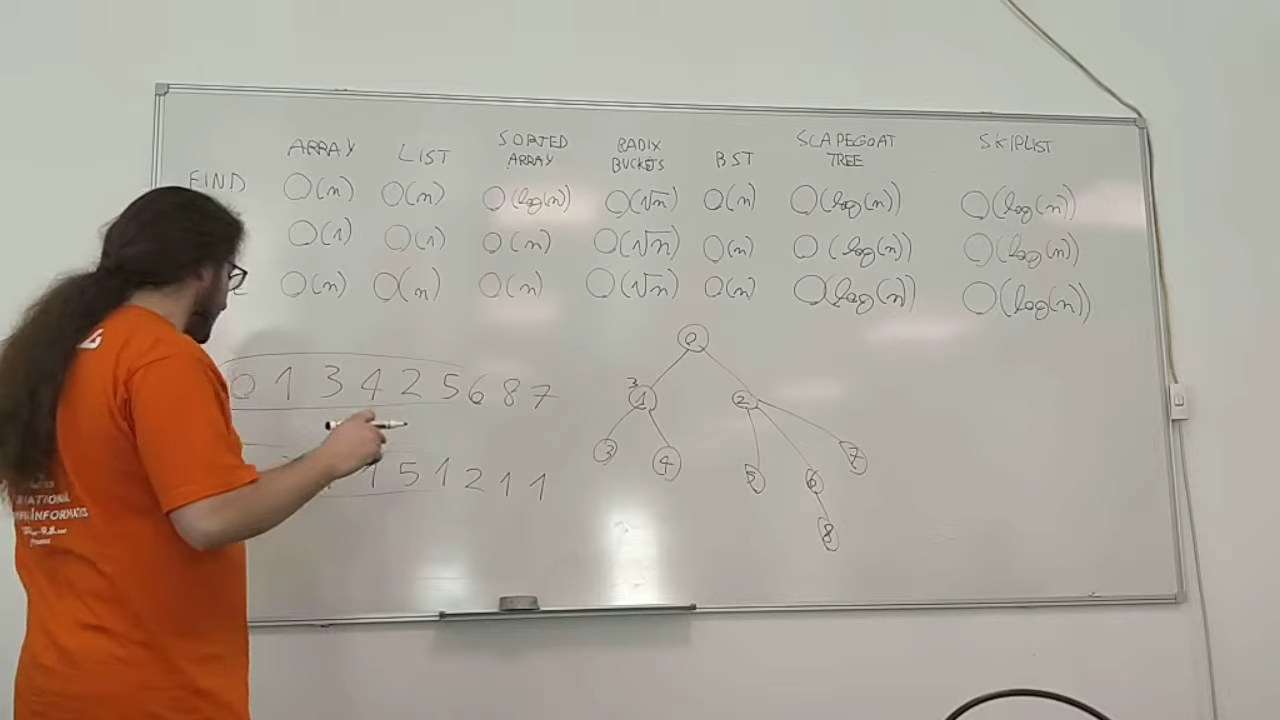 ARRAY LIST SORTED ARRAY RADIX BUCKETS BST SCAPEGOAT TREE SKIPLIST
FIND O(n) O(n) O(log(n)) O(√n) O(n) O(log(n)) O(log(n))
O(1) O(1) O(n) O(√n) O(n) O(log(n)) O(log(n))
E O(n) O(n) O(n) O(√n) O(n) O(log(n)) O(log(n))
0
3
1 2
0 1 3 4 2 5 6 8 7
3 4 5 6 7
1 5 1 2 1 1
8
INFORMATICS